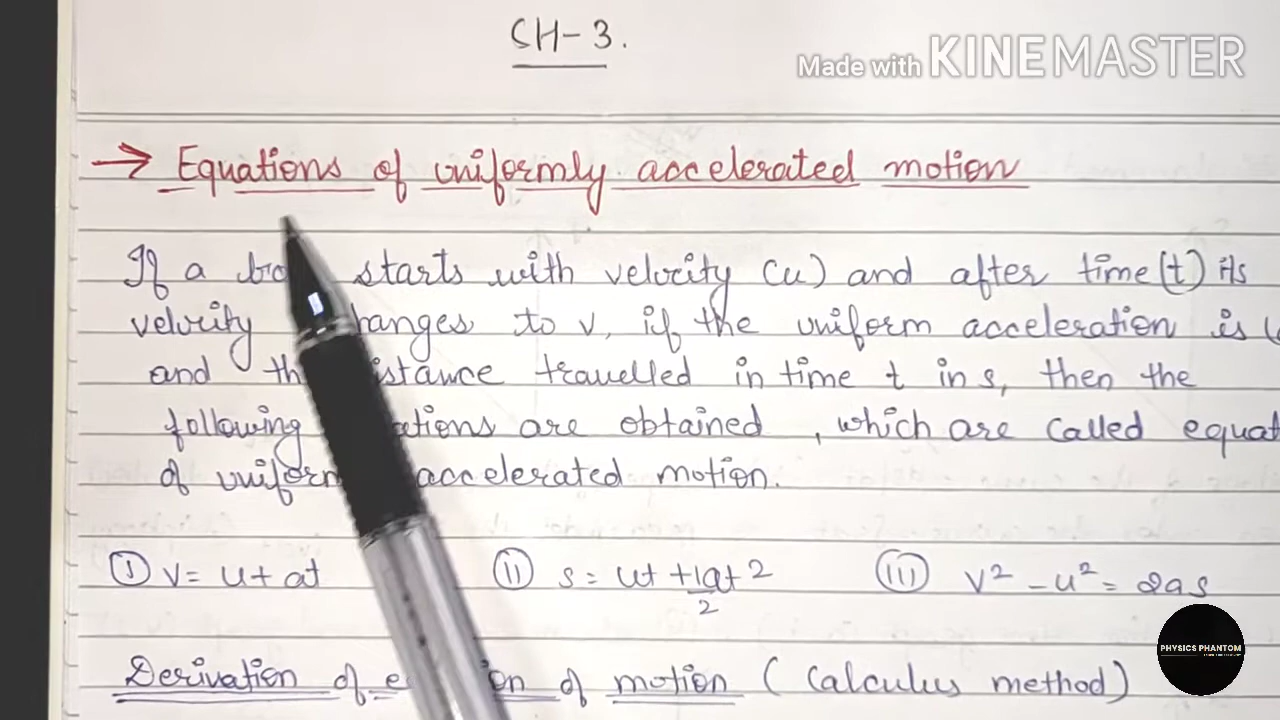 CH-3.
Made with KINEMASTER
→ Equations of uniformly accelerated motion
If a starts with velocity (u) and after time(t) its
velocity changes to v, if the uniform acceleration is
and the distance travelled in time t in s, then the
following are obtained, which are called
of accelerated motion.
(i) v = u + at (ii) s = ut + 1at²/2 (iii) v² - u² = 2as
PHYSICS PHANTOM
Derivation of of motion (Calculus method)